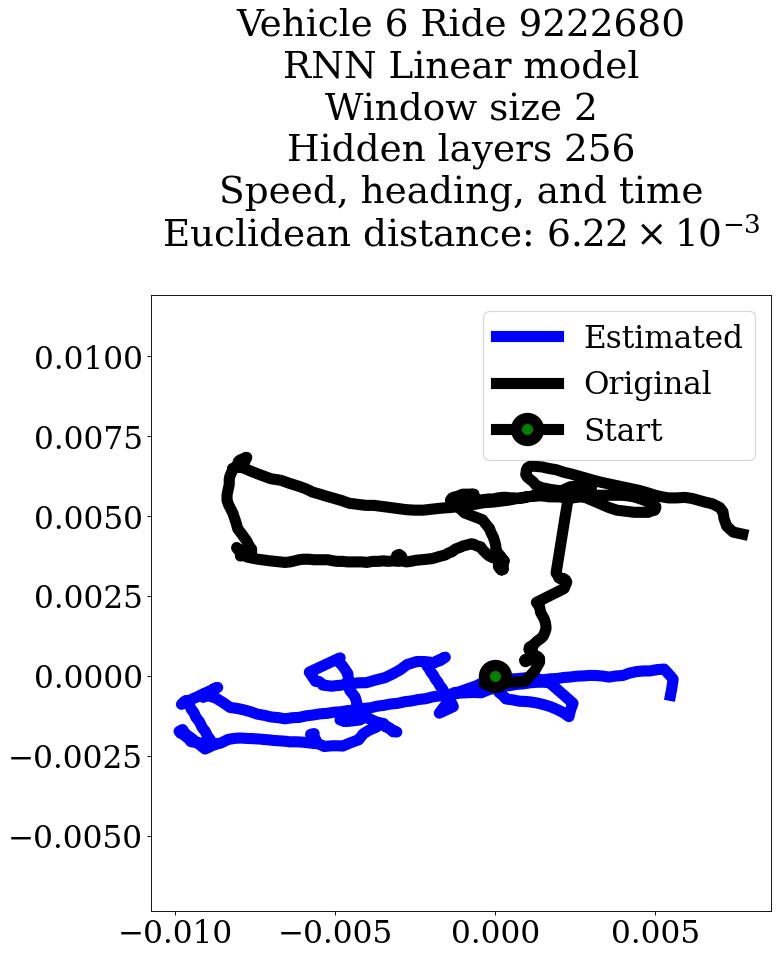 Vehicle 6 Ride 9222680
RNN Linear model
Window size 2
Hidden layers 256
Speed, heading, and time
Euclidean distance: 6.22 × 10⁻³
Estimated
Original
Start
0.0100
0.0075
0.0050
0.0025
0.0000
−0.0025
−0.0050
−0.010 −0.005 0.000 0.005